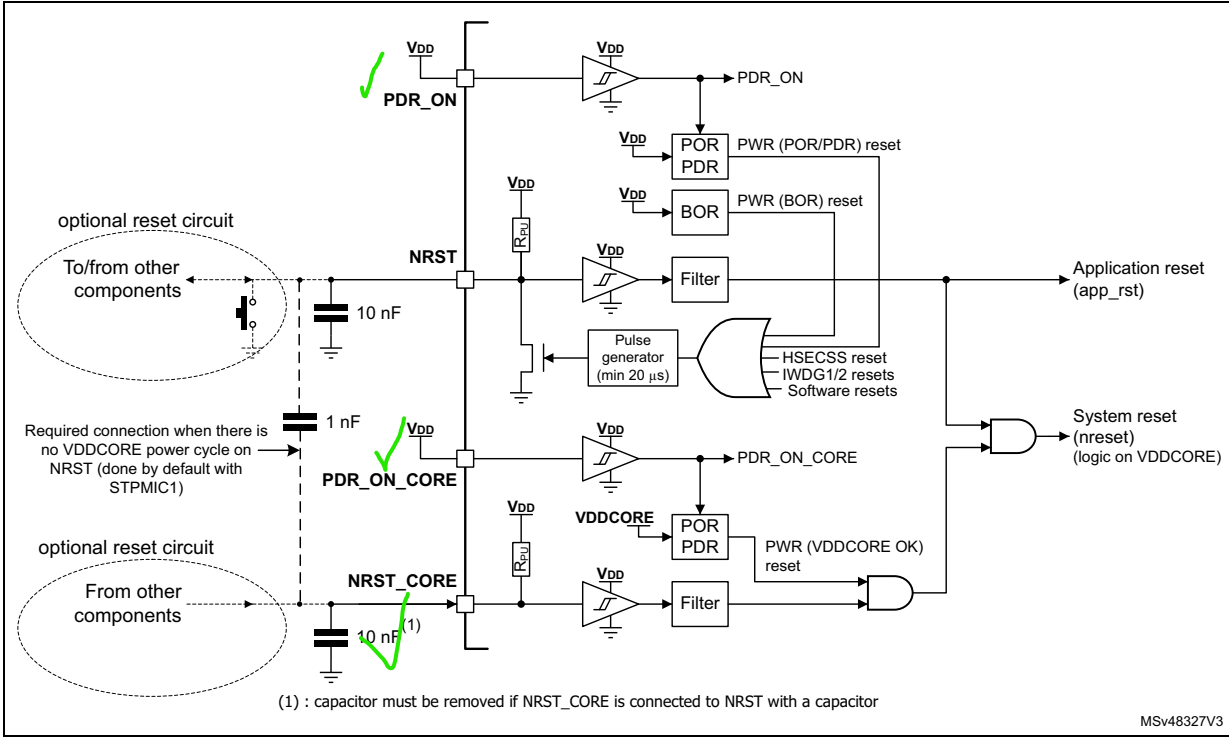 VDD
PDR_ON
VDD
PDR_ON
VDD
POR
PDR
PWR (POR/PDR) reset
VDD
BOR
PWR (BOR) reset
optional reset circuit
To/from other
components
10 nF
NRST
VDD
RPU
VDD
Filter
Application reset
(app_rst)
Pulse
generator
(min 20 µs)
HSECSS reset
IWDG1/2 resets
Software resets
1 nF
Required connection when there is
no VDDCORE power cycle on
NRST (done by default with
STPMIC1)
VDD
PDR_ON_CORE
VDD
PDR_ON_CORE
System reset
(nreset)
(logic on VDDCORE)
VDDCORE
POR
PDR
PWR (VDDCORE OK)
reset
optional reset circuit
From other
components
10 nF(1)
NRST_CORE
VDD
RPU
VDD
Filter
(1) : capacitor must be removed if NRST_CORE is connected to NRST with a capacitor
MSv48327V3